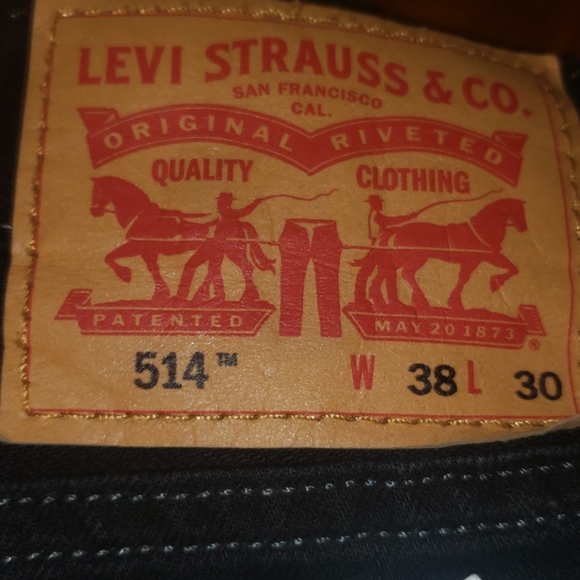 LEVI STRAUSS & CO.
SAN FRANCISCO
CAL.
ORIGINAL RIVETED
QUALITY CLOTHING
PATENTED MAY 20 1873 ®
514™ W 38 L 30